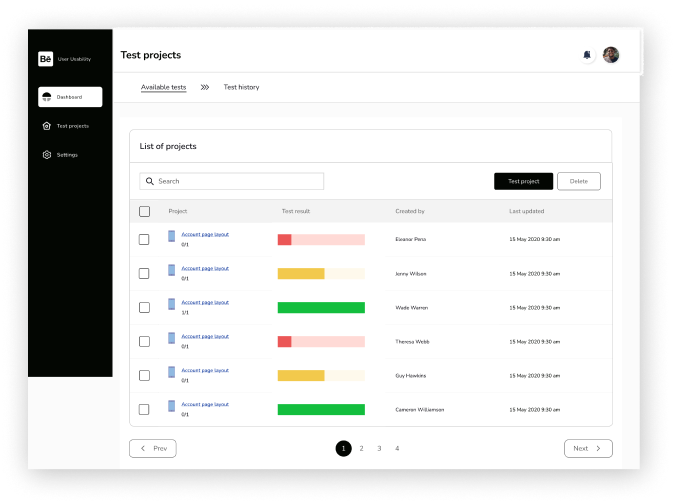 Bē User Usability
Test projects
Dashboard
Test projects
Settings
Available tests
Test history
List of projects
Search
Test project
Delete
Project Test result Created by Last updated
Account page layout
0/1
Eleanor Pena 15 May 2020 9:30 am
Account page layout
0/1
Jenny Wilson 15 May 2020 9:30 am
Account page layout
1/1
Wade Warren 15 May 2020 9:30 am
Account page layout
0/1
Theresa Webb 15 May 2020 9:30 am
Account page layout
0/1
Guy Hawkins 15 May 2020 9:30 am
Account page layout
0/1
Cameron Williamson 15 May 2020 9:30 am
Prev 1 2 3 4 Next